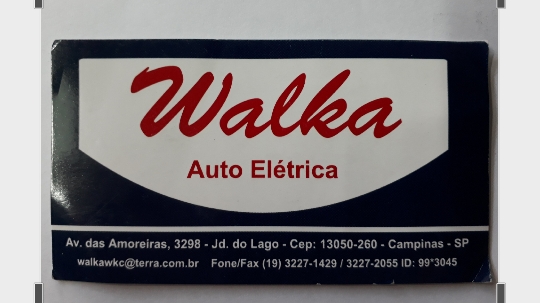 Walka
Auto Elétrica
Av. das Amoreiras, 3298 - Jd. do Lago - Cep: 13050-260 - Campinas - SP
walkawkc@terra.com.br Fone/Fax (19) 3227-1429 / 3227-2055 ID: 99*3045